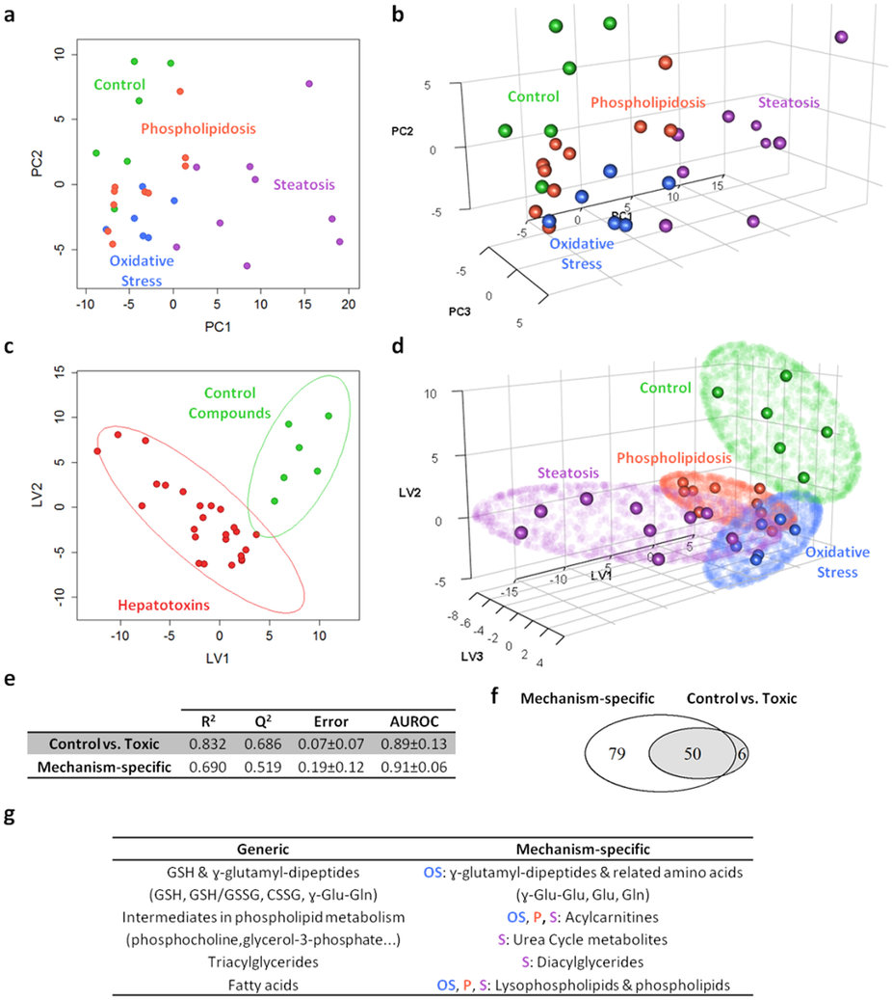 a
10
5
0
-5
PC2
Control
Phospholipidosis
Steatosis
Oxidative
Stress
-10 -5 0 5 10 15 20
PC1
b
5
PC2
0
-5
Control
Phospholipidosis
Steatosis
-5 0 5 10 15
PC1
Oxidative
Stress
-5
0
5
PC3
c
15
10
5
0
-5
-10
LV2
Control
Compounds
Hepatotoxins
-10 -5 0 5 10
LV1
d
10
5
LV2
0
-5
Control
Phospholipidosis
Steatosis
Oxidative
Stress
-15 -10 -5 0 5
LV1
-8 -6 -4 -2 0 2 4
LV3
e
R² Q² Error AUROC
Control vs. Toxic 0.832 0.686 0.07±0.07 0.89±0.13
Mechanism-specific 0.690 0.519 0.19±0.12 0.91±0.06
f
Mechanism-specific Control vs. Toxic
79 50 6
g
Generic Mechanism-specific
GSH & ɣ-glutamyl-dipeptides OS: ɣ-glutamyl-dipeptides & related amino acids
(GSH, GSH/GSSG, CSSG, ɣ-Glu-Gln) (ɣ-Glu-Glu, Glu, Gln)
Intermediates in phospholipid metabolism OS, P, S: Acylcarnitines
(phosphocholine,glycerol-3-phosphate...) S: Urea Cycle metabolites
Triacylglycerides S: Diacylglycerides
Fatty acids OS, P, S: Lysophospholipids & phospholipids